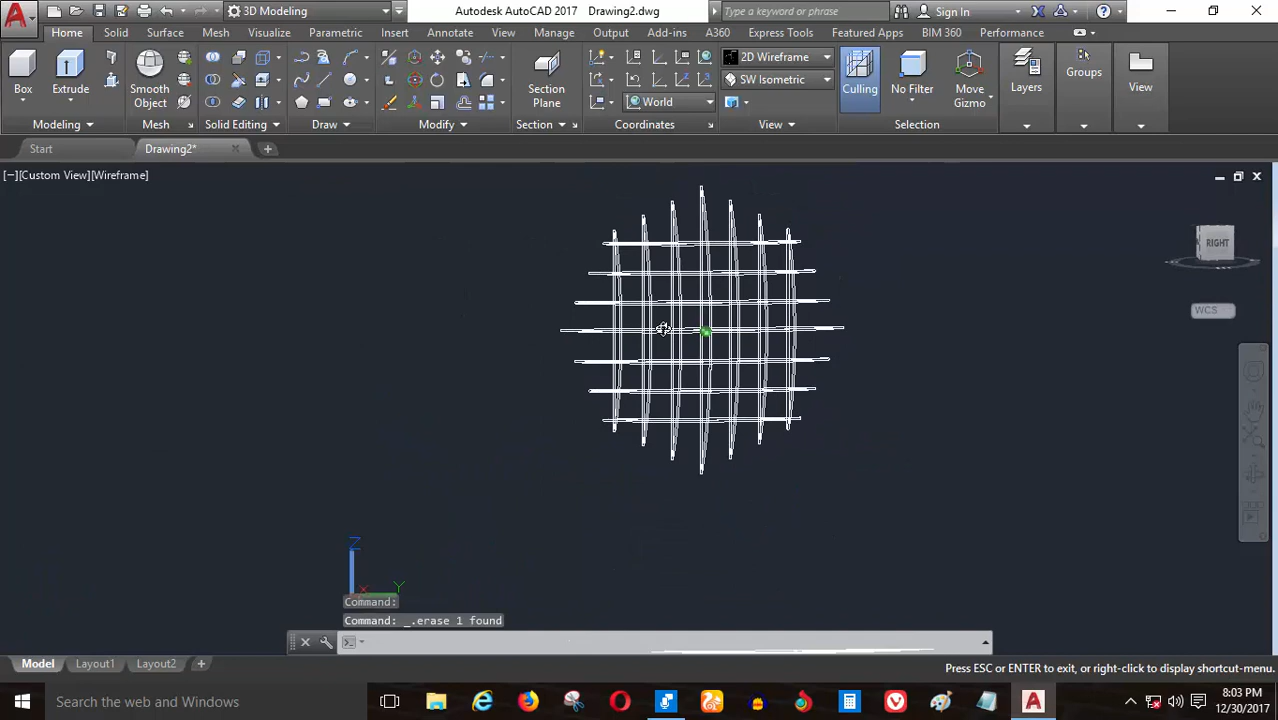 Autodesk AutoCAD 2017 Drawing2.dwg
3D Modeling
Type a keyword or phrase
Sign In
Home Solid Surface Mesh Visualize Parametric Insert Annotate View Manage Output Add-ins A360 Express Tools Featured Apps BIM 360 Performance
Box
Extrude
Smooth
Object
Section
Plane
2D Wireframe
SW Isometric
World
Culling
No Filter
Move
Gizmo
Layers
Groups
View
Modeling Mesh Solid Editing Draw Modify Section Coordinates View Selection
Start Drawing2*
[−][Custom View][Wireframe]
RIGHT
WCS
Z
X
Y
Command:
Command: _.erase 1 found
Model Layout1 Layout2
Press ESC or ENTER to exit, or right-click to display shortcut-menu.
Search the web and Windows
8:03 PM
12/30/2017